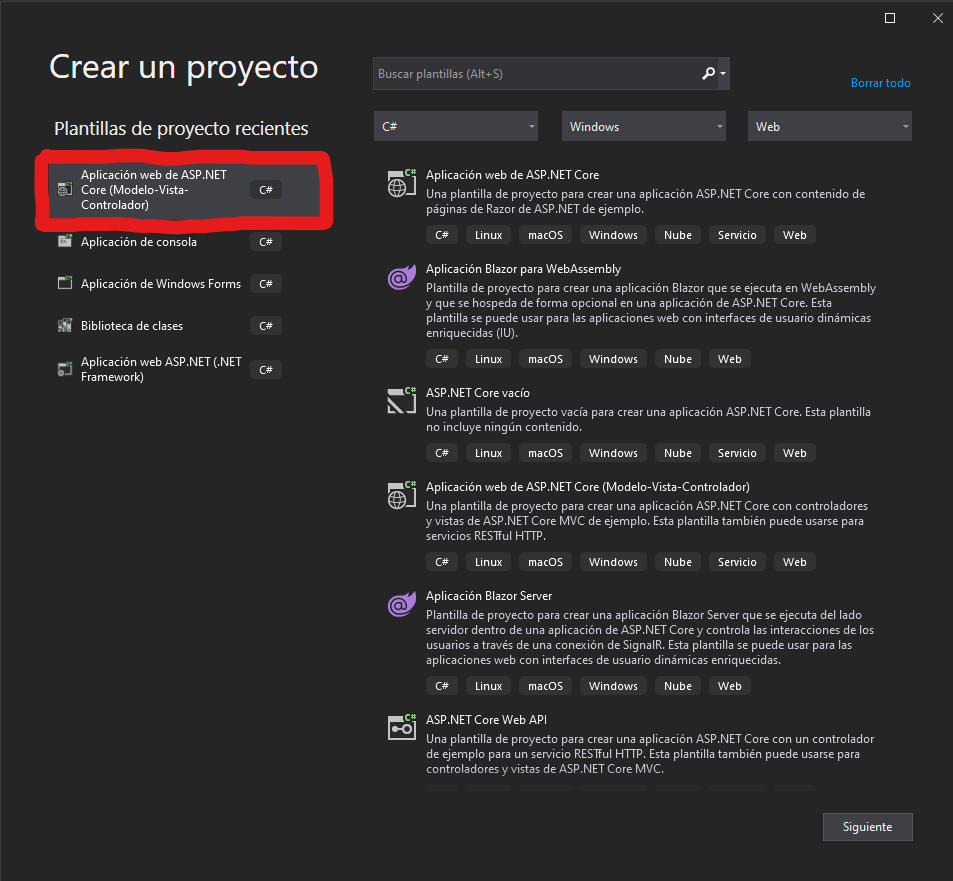 Crear un proyecto
Plantillas de proyecto recientes
Aplicación web de ASP.NET
Core (Modelo-Vista-
Controlador)
C#
Aplicación de consola
C#
Aplicación de Windows Forms
C#
Biblioteca de clases
C#
Aplicación web ASP.NET (.NET
Framework)
C#
Buscar plantillas (Alt+S)
Borrar todo
C#
Windows
Web
Aplicación web de ASP.NET Core
Una plantilla de proyecto para crear una aplicación ASP.NET Core con contenido de
páginas de Razor de ASP.NET de ejemplo.
C# Linux macOS Windows Nube Servicio Web
Aplicación Blazor para WebAssembly
Plantilla de proyecto para crear una aplicación Blazor que se ejecuta en WebAssembly
y que se hospeda de forma opcional en una aplicación de ASP.NET Core. Esta
plantilla se puede usar para las aplicaciones web con interfaces de usuario dinámicas
enriquecidas (IU).
C# Linux macOS Windows Nube Web
ASP.NET Core vacío
Una plantilla de proyecto vacía para crear una aplicación ASP.NET Core. Esta plantilla
no incluye ningún contenido.
C# Linux macOS Windows Nube Servicio Web
Aplicación web de ASP.NET Core (Modelo-Vista-Controlador)
Una plantilla de proyecto para crear una aplicación ASP.NET Core con controladores
y vistas de ASP.NET Core MVC de ejemplo. Esta plantilla también puede usarse para
servicios RESTful HTTP.
C# Linux macOS Windows Nube Servicio Web
Aplicación Blazor Server
Plantilla de proyecto para crear una aplicación Blazor Server que se ejecuta del lado
servidor dentro de una aplicación de ASP.NET Core y controla las interacciones de los
usuarios a través de una conexión de SignalR. Esta plantilla se puede usar para las
aplicaciones web con interfaces de usuario dinámicas enriquecidas.
C# Linux macOS Windows Nube Web
ASP.NET Core Web API
Una plantilla de proyecto para crear una aplicación ASP.NET Core con un controlador
de ejemplo para un servicio RESTful HTTP. Esta plantilla también puede usarse para
controladores y vistas de ASP.NET Core MVC.
Siguiente